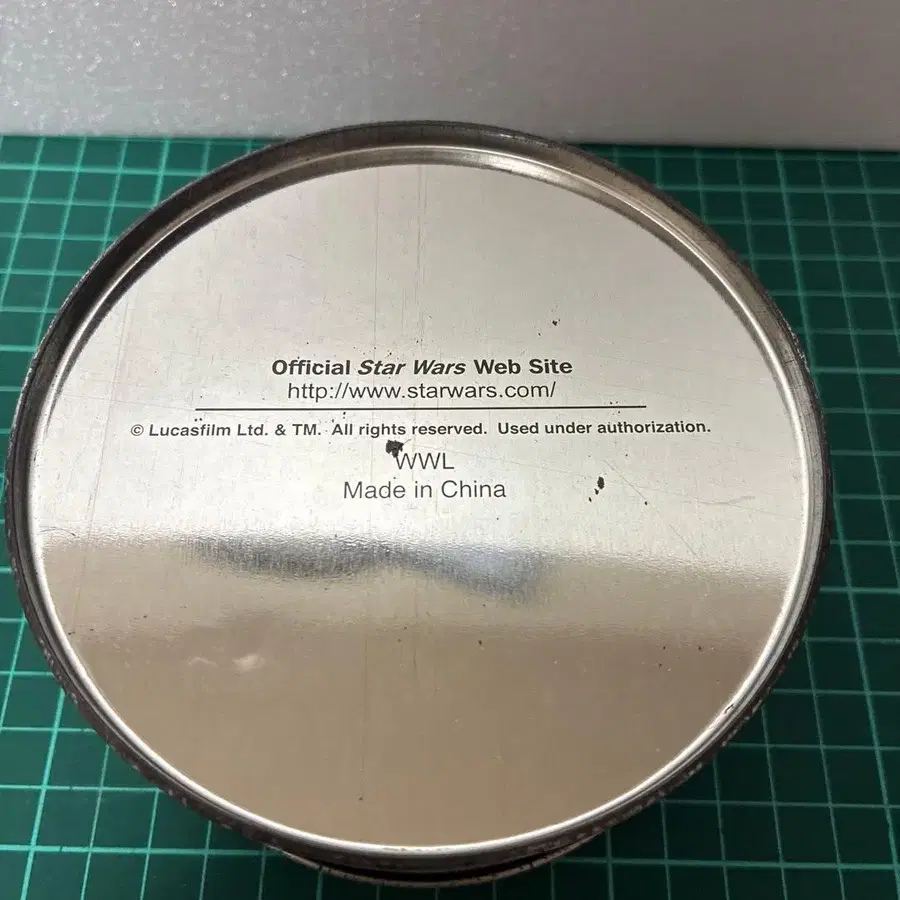 Official Star Wars Web Site
http://www.starwars.com/
© Lucasfilm Ltd. & TM. All rights reserved. Used under authorization.
WWL
Made in China